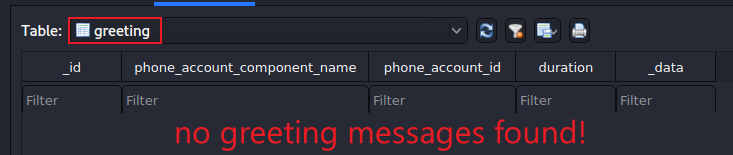 Table: greeting
_id phone_account_component_name phone_account_id duration _data
Filter Filter Filter Filter Filter
no greeting messages found!